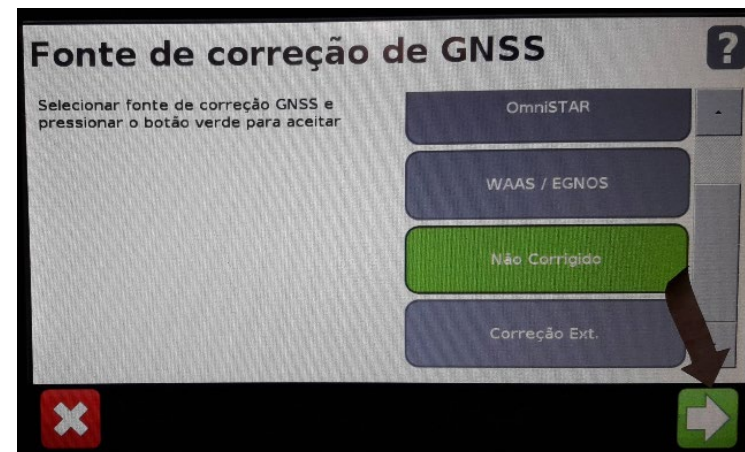 Fonte de correção de GNSS
?
Selecionar fonte de correção GNSS e
pressionar o botão verde para aceitar
OmniSTAR
WAAS / EGNOS
Não Corrigido
Correção Ext.